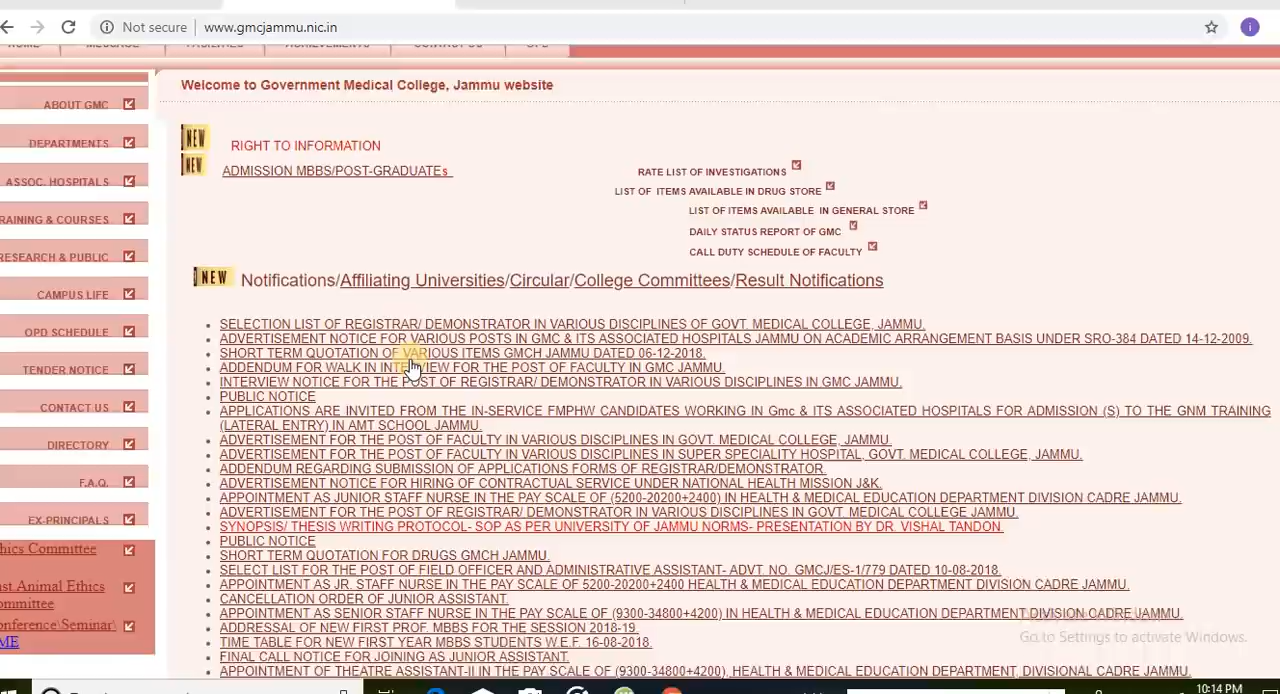 Not secure
www.gmcjammu.nic.in
i
HOME
MESSAGE
FACILITIES
ACHIEVEMENTS
CONTACT US
Welcome to Government Medical College, Jammu website
ABOUT GMC
DEPARTMENTS
ASSOC. HOSPITALS
RAINING & COURSES
RESEARCH & PUBLIC
CAMPUS LIFE
OPD SCHEDULE
TENDER NOTICE
CONTACT US
DIRECTORY
F.A.Q.
EX-PRINCIPALS
hics Committee
st Animal Ethics
ommittee
onference\Seminar\
ME
NEW
RIGHT TO INFORMATION
NEW
ADMISSION MBBS/POST-GRADUATEs
RATE LIST OF INVESTIGATIONS
LIST OF ITEMS AVAILABLE IN DRUG STORE
LIST OF ITEMS AVAILABLE IN GENERAL STORE
DAILY STATUS REPORT OF GMC
CALL DUTY SCHEDULE OF FACULTY
NEW Notifications/Affiliating Universities/Circular/College Committees/Result Notifications
SELECTION LIST OF REGISTRAR/ DEMONSTRATOR IN VARIOUS DISCIPLINES OF GOVT. MEDICAL COLLEGE, JAMMU.
ADVERTISEMENT NOTICE FOR VARIOUS POSTS IN GMC & ITS ASSOCIATED HOSPITALS JAMMU ON ACADEMIC ARRANGEMENT BASIS UNDER SRO-384 DATED 14-12-2009.
SHORT TERM QUOTATION OF VARIOUS ITEMS GMCH JAMMU DATED 06-12-2018.
ADDENDUM FOR WALK IN INTERVIEW FOR THE POST OF FACULTY IN GMC JAMMU.
INTERVIEW NOTICE FOR THE POST OF REGISTRAR/ DEMONSTRATOR IN VARIOUS DISCIPLINES IN GMC JAMMU.
PUBLIC NOTICE
APPLICATIONS ARE INVITED FROM THE IN-SERVICE FMPHW CANDIDATES WORKING IN Gmc & ITS ASSOCIATED HOSPITALS FOR ADMISSION (S) TO THE GNM TRAINING
(LATERAL ENTRY) IN AMT SCHOOL JAMMU.
ADVERTISEMENT FOR THE POST OF FACULTY IN VARIOUS DISCIPLINES IN GOVT. MEDICAL COLLEGE, JAMMU.
ADVERTISEMENT FOR THE POST OF FACULTY IN VARIOUS DISCIPLINES IN SUPER SPECIALITY HOSPITAL, GOVT. MEDICAL COLLEGE, JAMMU.
ADDENDUM REGARDING SUBMISSION OF APPLICATIONS FORMS OF REGISTRAR/DEMONSTRATOR.
ADVERTISEMENT NOTICE FOR HIRING OF CONTRACTUAL SERVICE UNDER NATIONAL HEALTH MISSION J&K.
APPOINTMENT AS JUNIOR STAFF NURSE IN THE PAY SCALE OF (5200-20200+2400) IN HEALTH & MEDICAL EDUCATION DEPARTMENT DIVISION CADRE JAMMU.
ADVERTISEMENT FOR THE POST OF REGISTRAR/ DEMONSTRATOR IN VARIOUS DISCIPLINES IN GOVT. MEDICAL COLLEGE JAMMU.
SYNOPSIS/ THESIS WRITING PROTOCOL- SOP AS PER UNIVERSITY OF JAMMU NORMS- PRESENTATION BY DR. VISHAL TANDON.
PUBLIC NOTICE
SHORT TERM QUOTATION FOR DRUGS GMCH JAMMU.
SELECT LIST FOR THE POST OF FIELD OFFICER AND ADMINISTRATIVE ASSISTANT- ADVT. NO. GMCJ/ES-1/779 DATED 10-08-2018.
APPOINTMENT AS JR. STAFF NURSE IN THE PAY SCALE OF 5200-20200+2400 HEALTH & MEDICAL EDUCATION DEPARTMENT DIVISION CADRE JAMMU.
CANCELLATION ORDER OF JUNIOR ASSISTANT.
APPOINTMENT AS SENIOR STAFF NURSE IN THE PAY SCALE OF (9300-34800+4200) IN HEALTH & MEDICAL EDUCATION DEPARTMENT DIVISION CADRE JAMMU.
ADDRESSAL OF NEW FIRST PROF. MBBS FOR THE SESSION 2018-19.
TIME TABLE FOR NEW FIRST YEAR MBBS STUDENTS W.E.F. 16-08-2018.
FINAL CALL NOTICE FOR JOINING AS JUNIOR ASSISTANT.
APPOINTMENT OF THEATRE ASSISTANT-II IN THE PAY SCALE OF (9300-34800+4200), HEALTH & MEDICAL EDUCATION DEPARTMENT, DIVISIONAL CADRE JAMMU.
Go to Settings to activate Windows.
10:14 PM